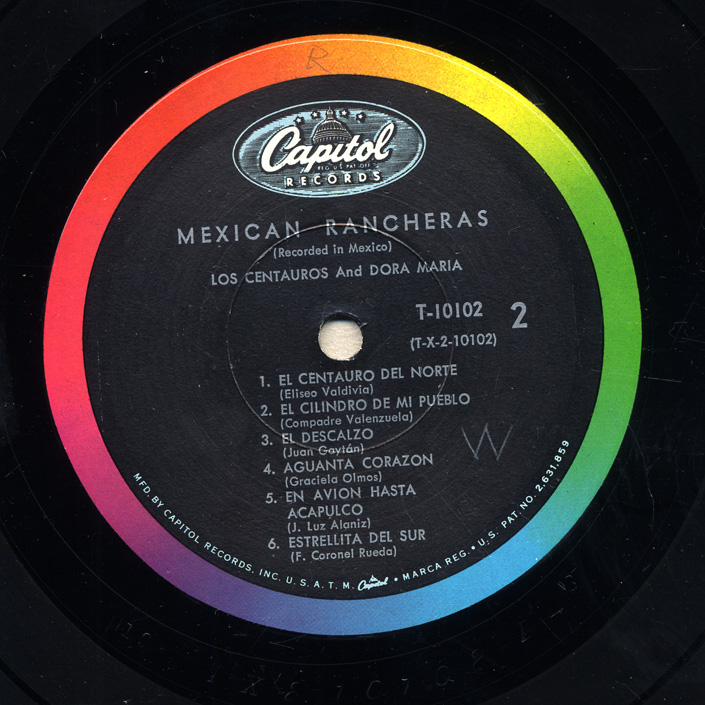 R
Capitol
REG. U.S. PAT. OFF.
RECORDS
MEXICAN RANCHERAS
(Recorded in Mexico)
LOS CENTAUROS And DORA MARIA
T-10102
2
(T-X-2-10102)
1. EL CENTAURO DEL NORTE
(Eliseo Valdivia)
2. EL CILINDRO DE MI PUEBLO
(Compadre Valenzuela)
3. EL DESCALZO
(Juan Gaytán)
4. AGUANTA CORAZON
(Graciela Olmos)
5. EN AVION HASTA
ACAPULCO
(J. Luz Alaniz)
6. ESTRELLITA DEL SUR
(F. Coronel Rueda)
W
MFD. BY CAPITOL RECORDS, INC. U.S.A. T.M. Capitol • MARCA REG. • U.S. PAT. NO. 2,631,859